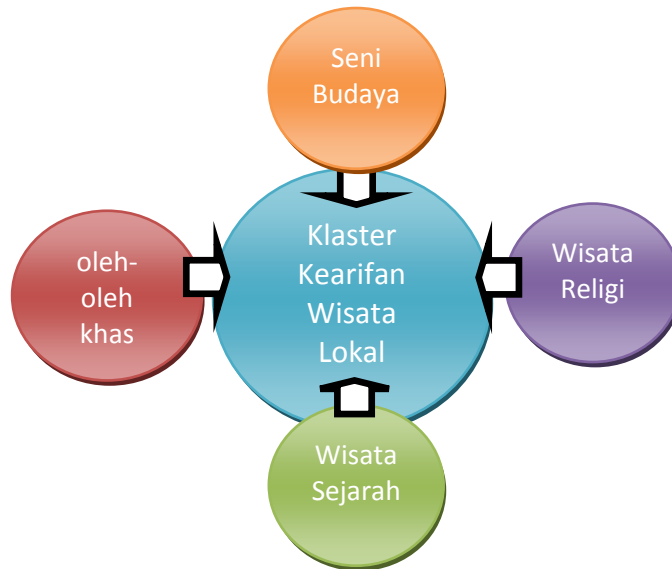 Seni
Budaya
Klaster
Kearifan
Wisata
Lokal
oleh-
oleh
khas
Wisata
Religi
Wisata
Sejarah